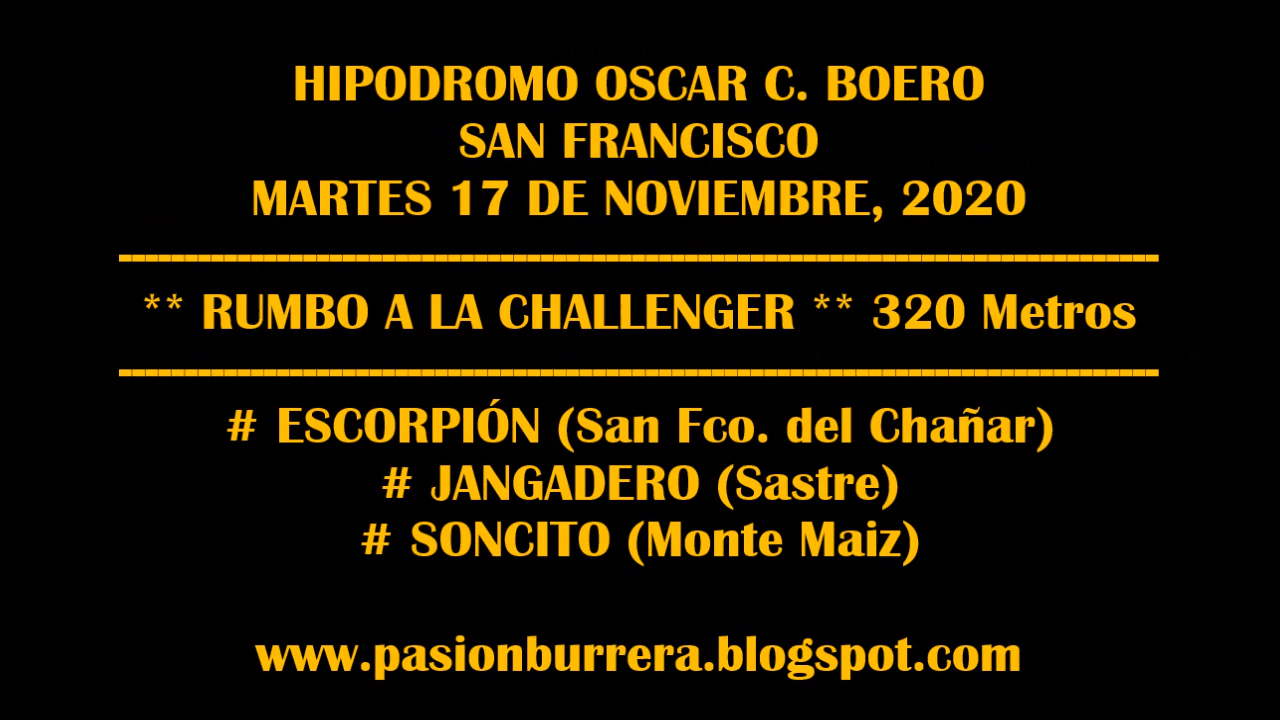 HIPODROMO OSCAR C. BOERO
SAN FRANCISCO
MARTES 17 DE NOVIEMBRE, 2020
--------------------------------------------------------------------------------
** RUMBO A LA CHALLENGER ** 320 Metros
--------------------------------------------------------------------------------
# ESCORPIÓN (San Fco. del Chañar)
# JANGADERO (Sastre)
# SONCITO (Monte Maiz)
www.pasionburrera.blogspot.com